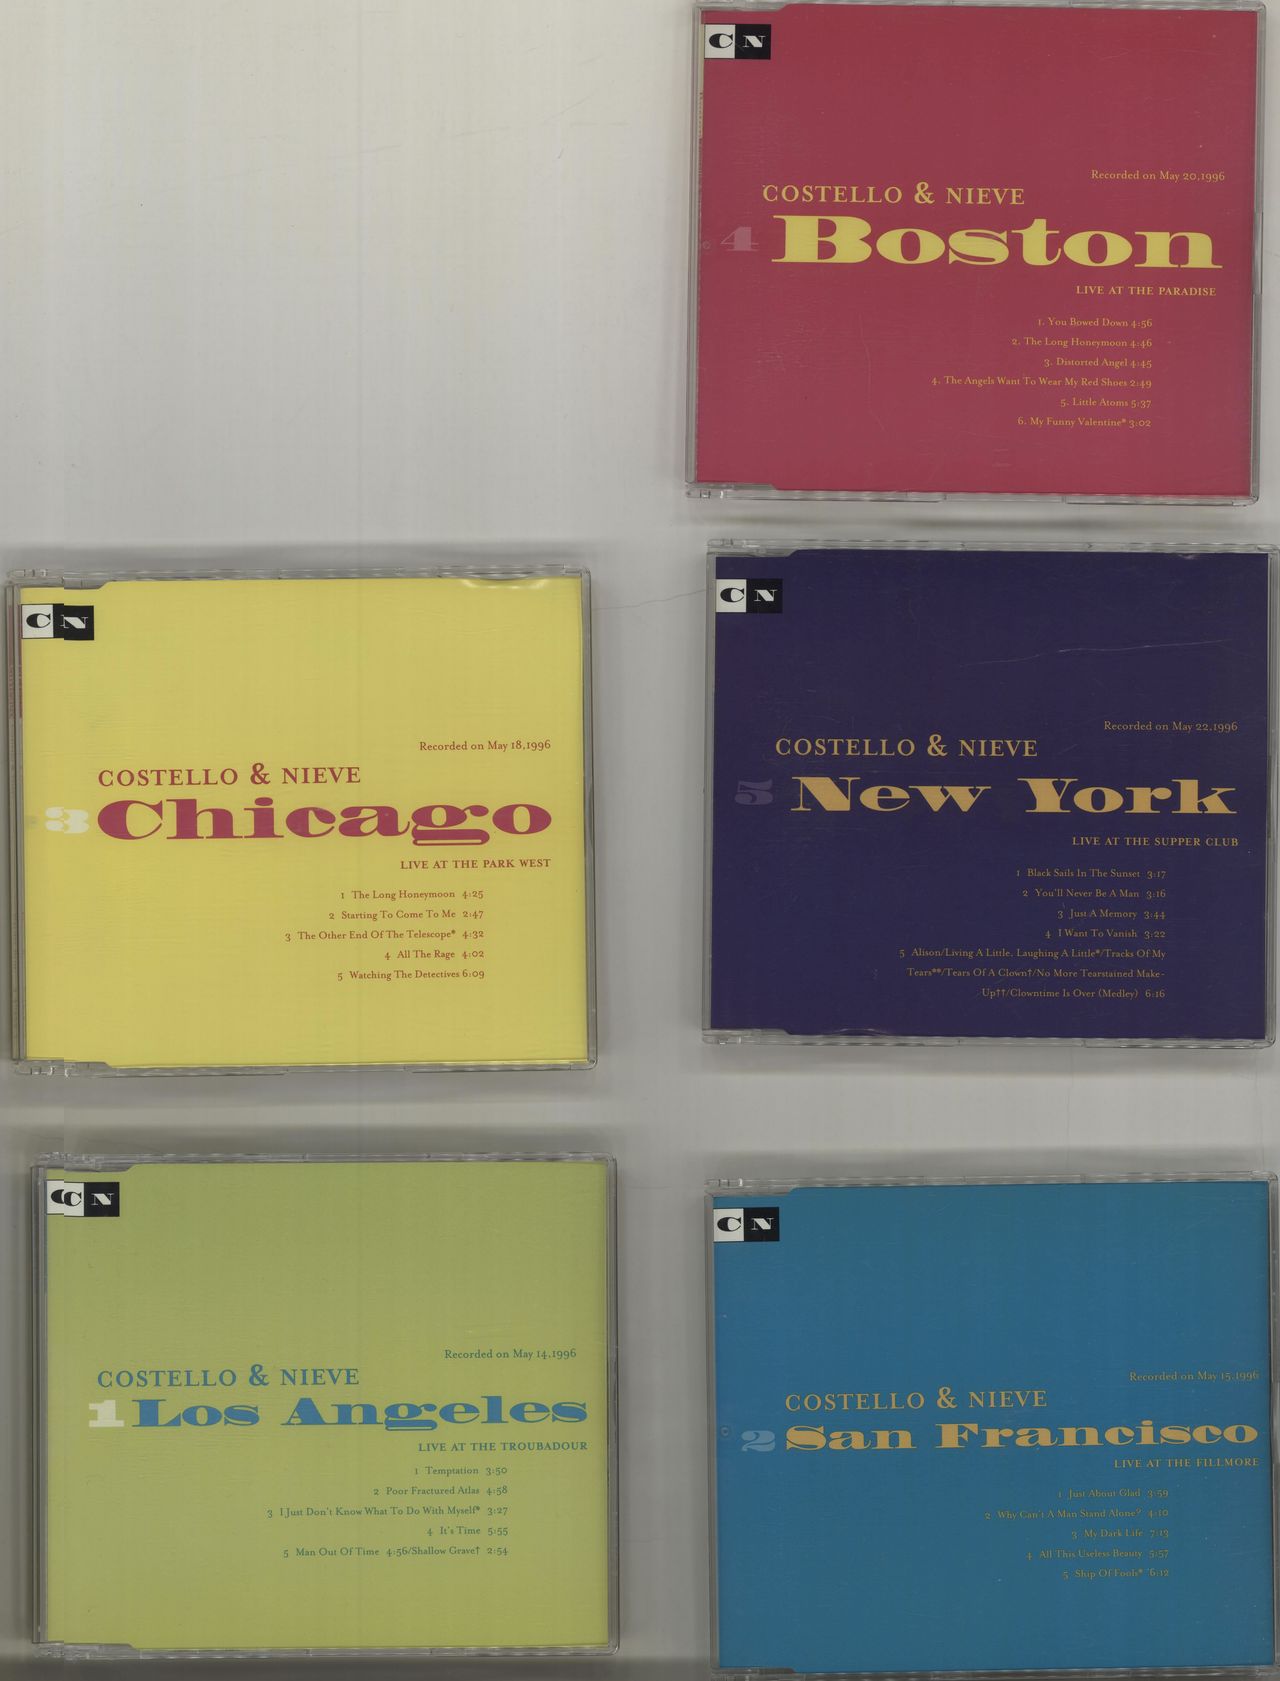 C N
Recorded on May 20,1996
COSTELLO & NIEVE
4 Boston
LIVE AT THE PARADISE
1. You Bowed Down 4:56
2. The Long Honeymoon 4:46
3. Distorted Angel 4:45
4. The Angels Want To Wear My Red Shoes 2:49
5. Little Atoms 5:37
6. My Funny Valentine* 3:02
C N
Recorded on May 18,1996
COSTELLO & NIEVE
3 Chicago
LIVE AT THE PARK WEST
1 The Long Honeymoon 4:25
2 Starting To Come To Me 2:47
3 The Other End Of The Telescope* 4:32
4 All The Rage 4:02
5 Watching The Detectives 6:09
C N
Recorded on May 22,1996
COSTELLO & NIEVE
5 New York
LIVE AT THE SUPPER CLUB
1 Black Sails In The Sunset 3:17
2 You'll Never Be A Man 3:16
3 Just A Memory 3:44
4 I Want To Vanish 3:22
5 Alison/Living A Little, Laughing A Little*/Tracks Of My
Tears**/Tears Of A Clown†/No More Tearstained Make-
Up††/Clowntime Is Over (Medley) 6:16
C N
Recorded on May 14,1996
COSTELLO & NIEVE
1 Los Angeles
LIVE AT THE TROUBADOUR
1 Temptation 3:50
2 Poor Fractured Atlas 4:58
3 I Just Don't Know What To Do With Myself* 3:27
4 It's Time 5:55
5 Man Out Of Time 4:56/Shallow Grave† 2:54
C N
Recorded on May 15,1996
COSTELLO & NIEVE
2 San Francisco
LIVE AT THE FILLMORE
1 Just About Glad 3:59
2 Why Can't A Man Stand Alone? 4:10
3 My Dark Life 7:13
4 All This Useless Beauty 5:57
5 Ship Of Fools* 6:12